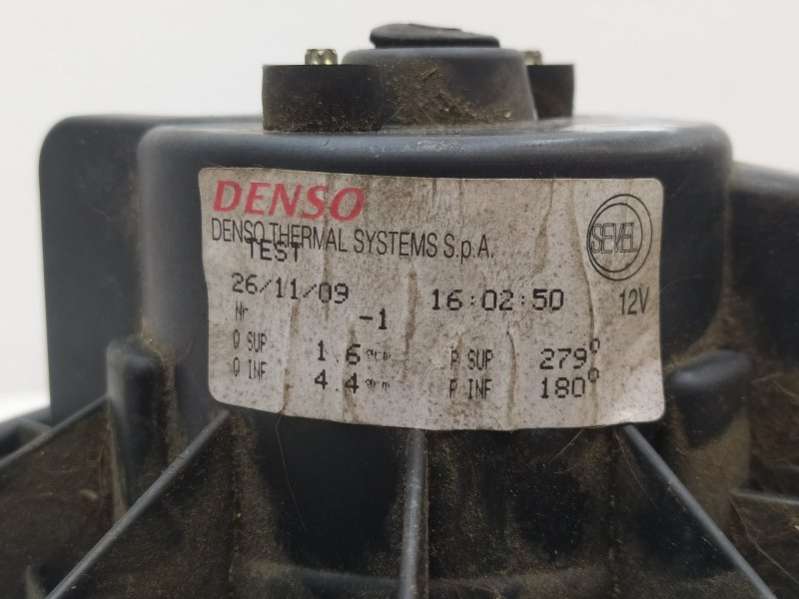 DENSO
DENSO THERMAL SYSTEMS S.p.A.
SEVEL
TEST
26/11/09 16:02:50 12V
Nr -1
Q SUP 1.6 P SUP 279°
Q INF 4.4 P INF 180°